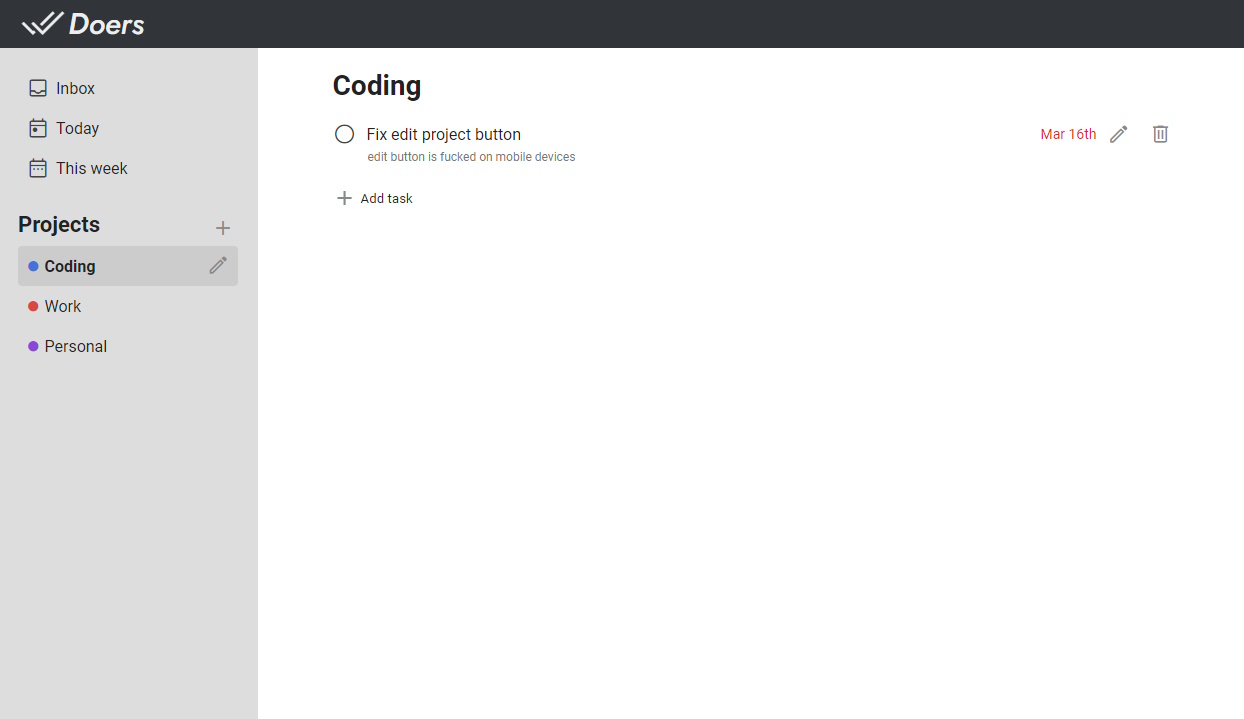 Doers
Inbox
Today
This week
Projects
Coding
Work
Personal
Coding
Fix edit project button
Mar 16th
edit button is fucked on mobile devices
Add task